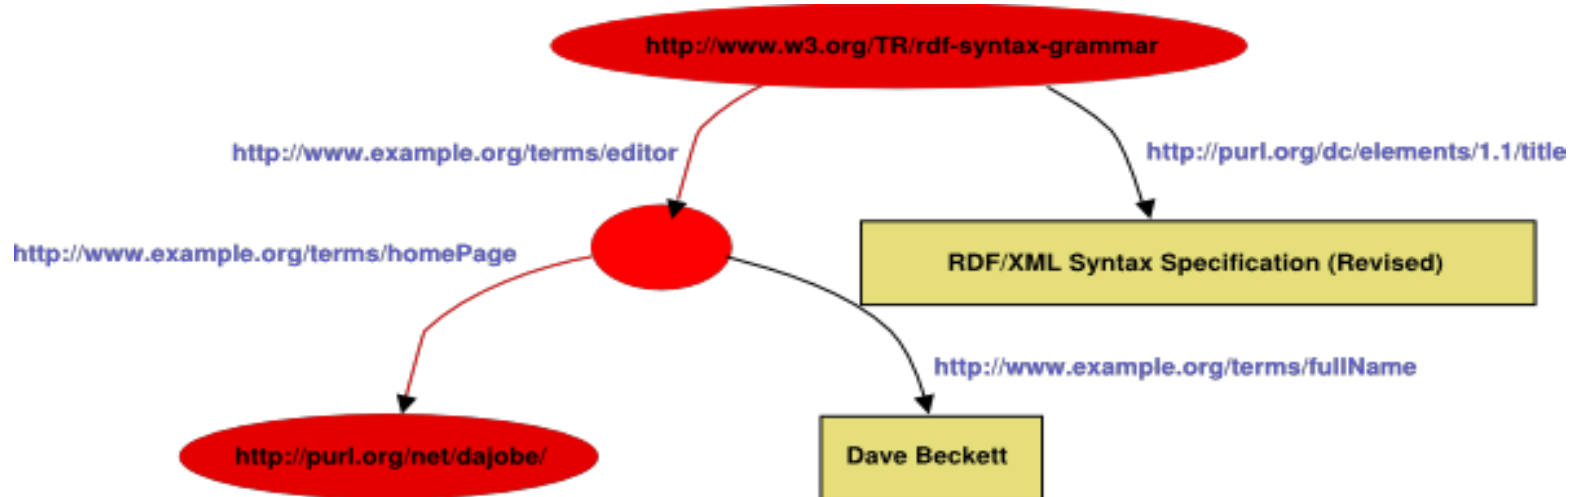 http://www.w3.org/TR/rdf-syntax-grammar
http://www.example.org/terms/editor
http://purl.org/dc/elements/1.1/title
http://www.example.org/terms/homePage
RDF/XML Syntax Specification (Revised)
http://www.example.org/terms/fullName
http://purl.org/net/dajobe/
Dave Beckett